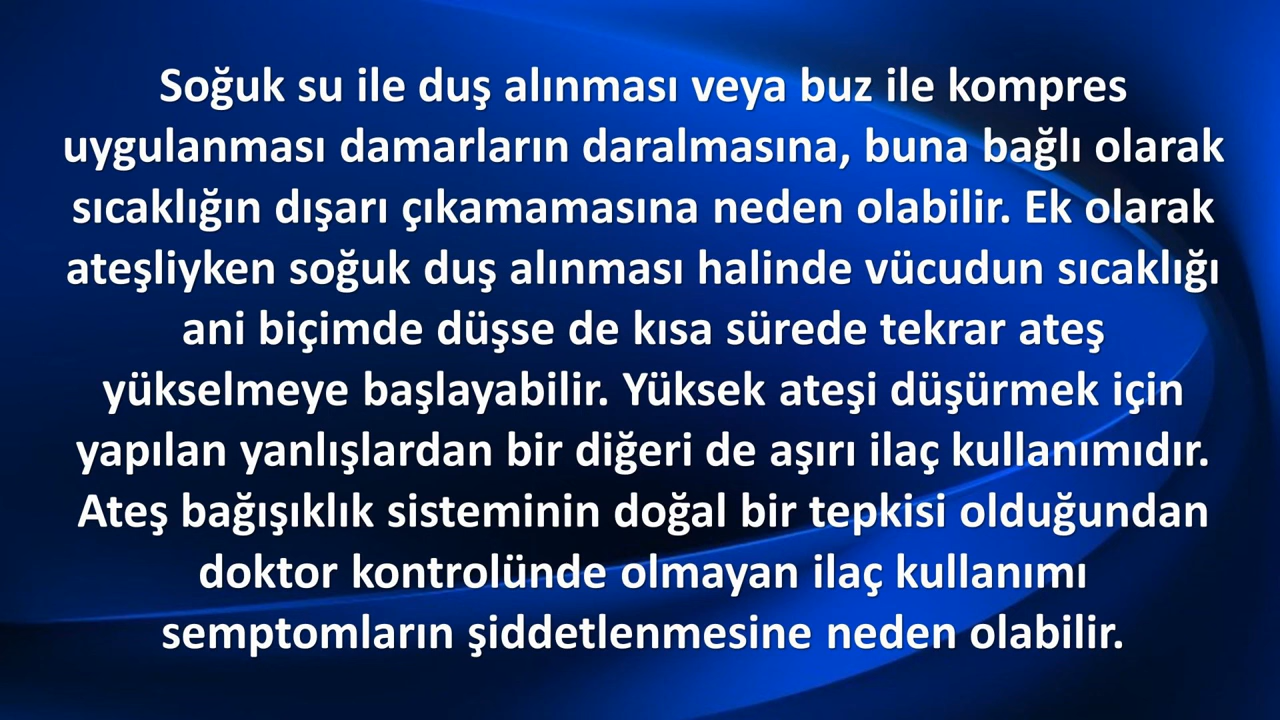 Soğuk su ile duş alınması veya buz ile kompres
uygulanması damarların daralmasına, buna bağlı olarak
sıcaklığın dışarı çıkamamasına neden olabilir. Ek olarak
ateşliyken soğuk duş alınması halinde vücudun sıcaklığı
ani biçimde düşse de kısa sürede tekrar ateş
yükselmeye başlayabilir. Yüksek ateşi düşürmek için
yapılan yanlışlardan bir diğeri de aşırı ilaç kullanımıdır.
Ateş bağışıklık sisteminin doğal bir tepkisi olduğundan
doktor kontrolünde olmayan ilaç kullanımı
semptomların şiddetlenmesine neden olabilir.